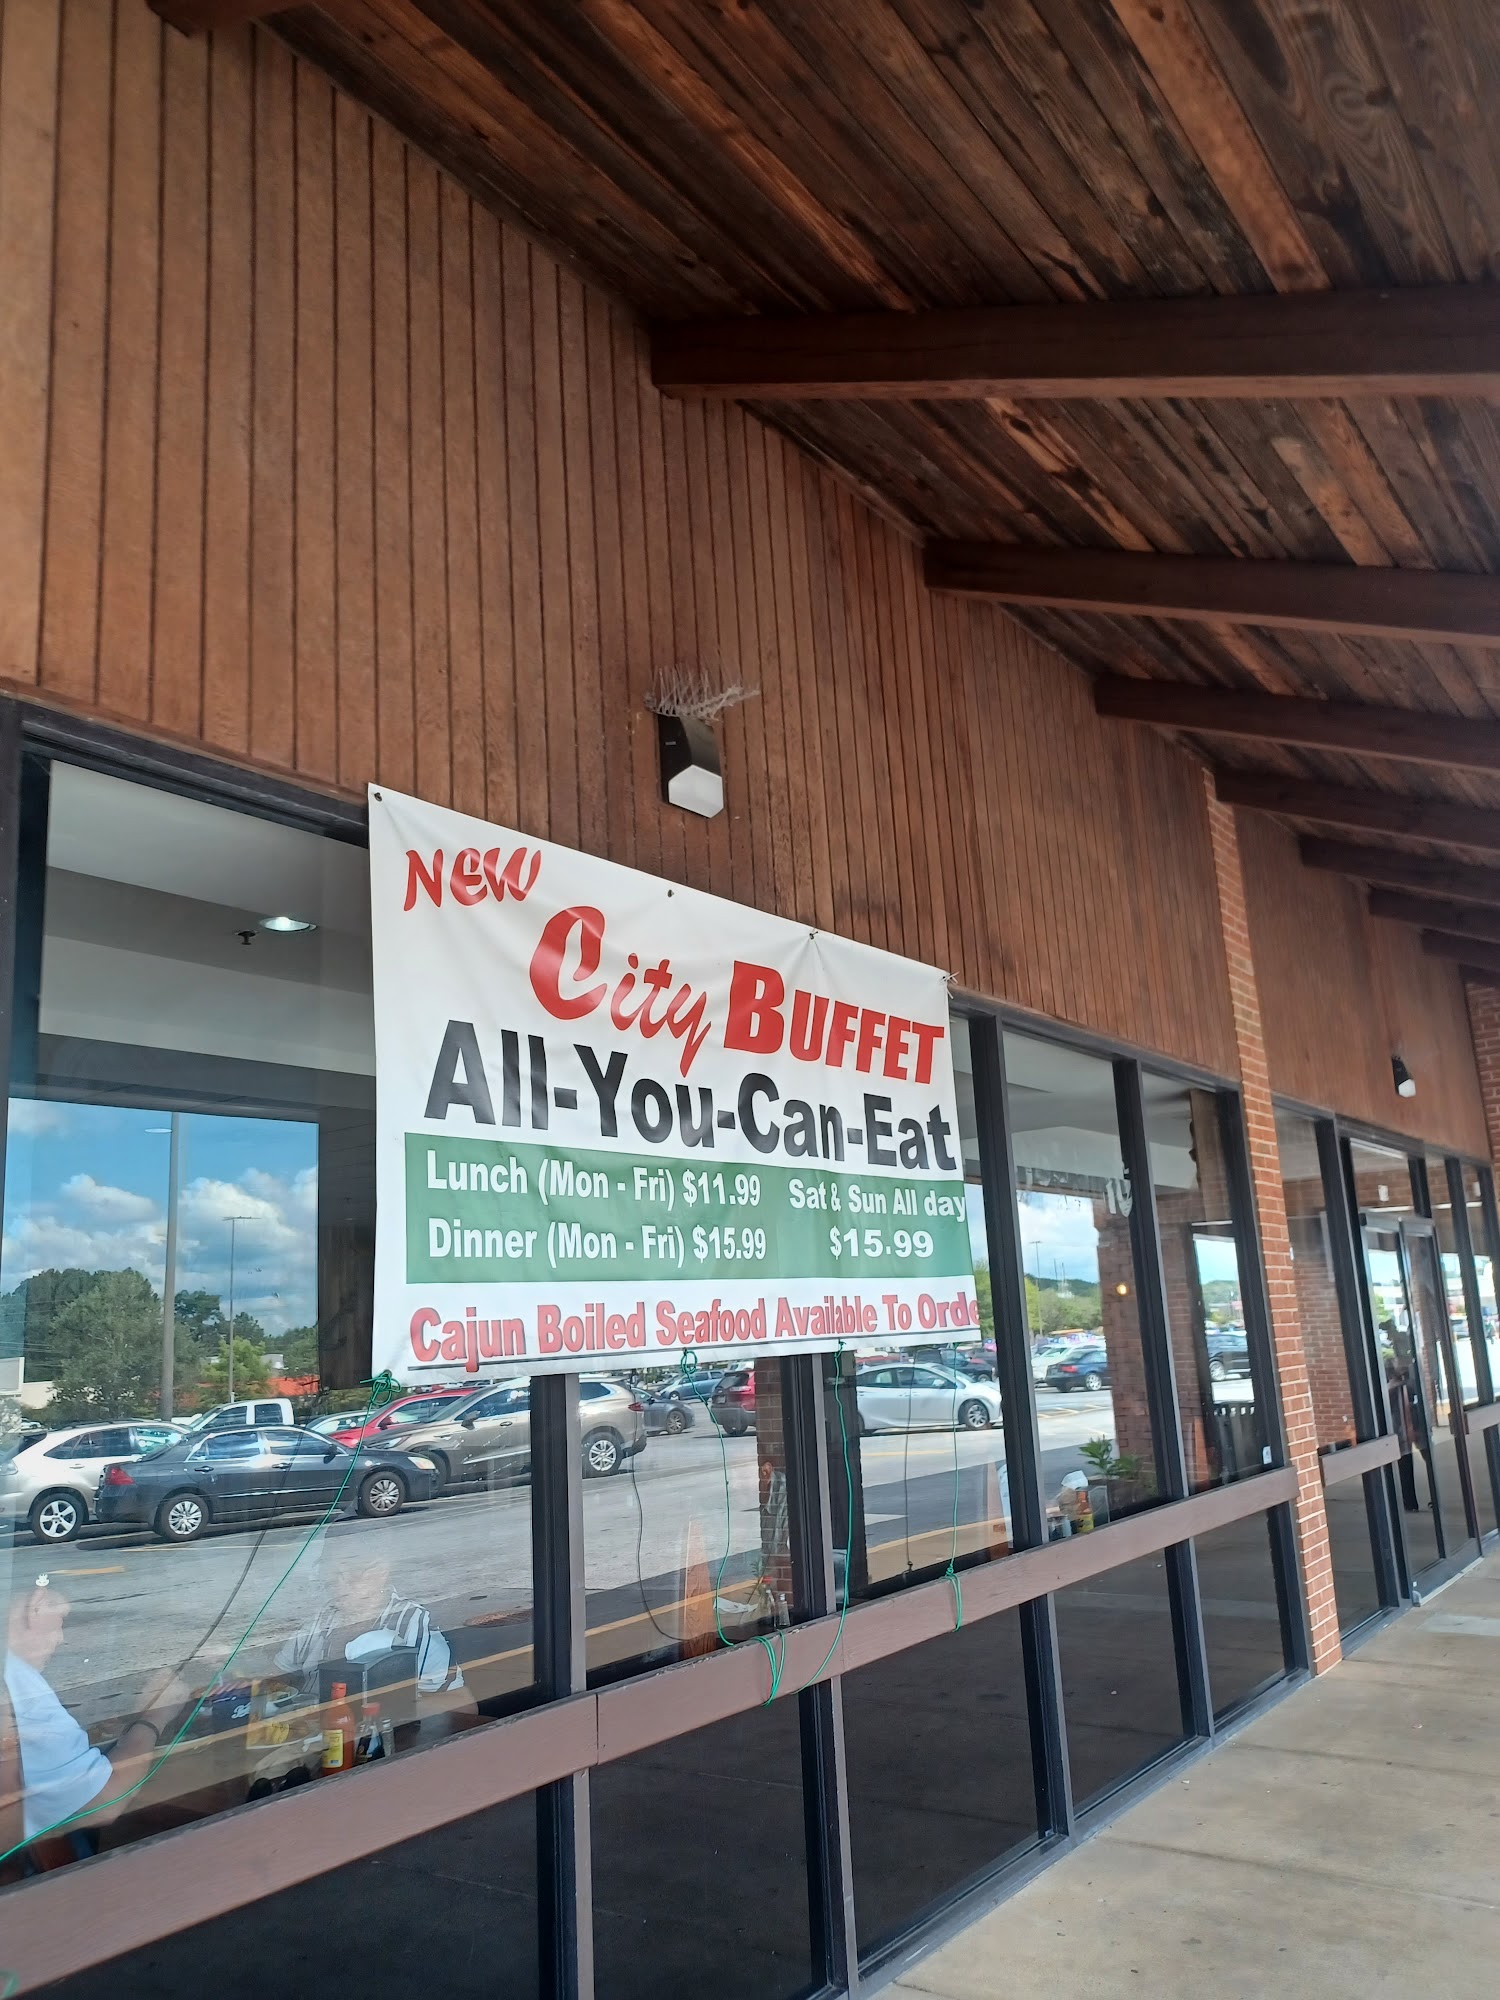 NEW
City BUFFET
All-You-Can-Eat
Lunch (Mon - Fri) $11.99 Sat & Sun All day
Dinner (Mon - Fri) $15.99 $15.99
Cajun Boiled Seafood Available To Orde